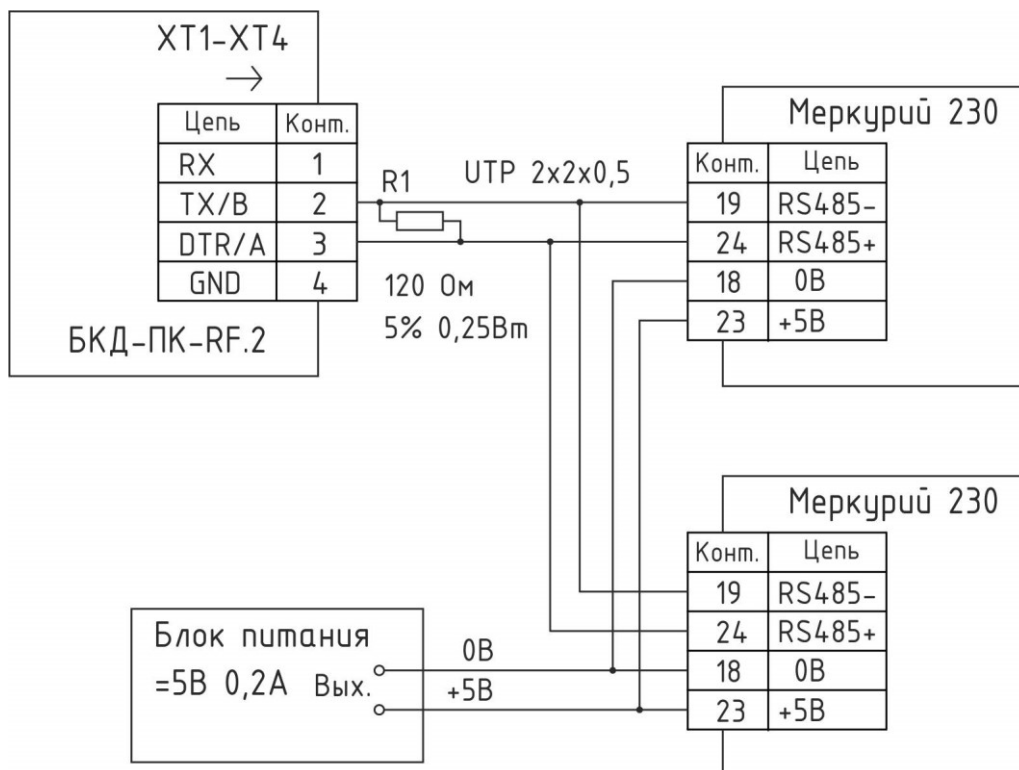 XT1-XT4
Цепь Конт.
RX 1
TX/B 2
DTR/A 3
GND 4
БКД-ПК-RF.2
R1
UTP 2x2x0,5
120 Ом
5% 0,25Вт
Меркурий 230
Конт. Цепь
19 RS485-
24 RS485+
18 0В
23 +5В
Меркурий 230
Конт. Цепь
19 RS485-
24 RS485+
18 0В
23 +5В
Блок питания
=5В 0,2А Вых.
0В
+5В